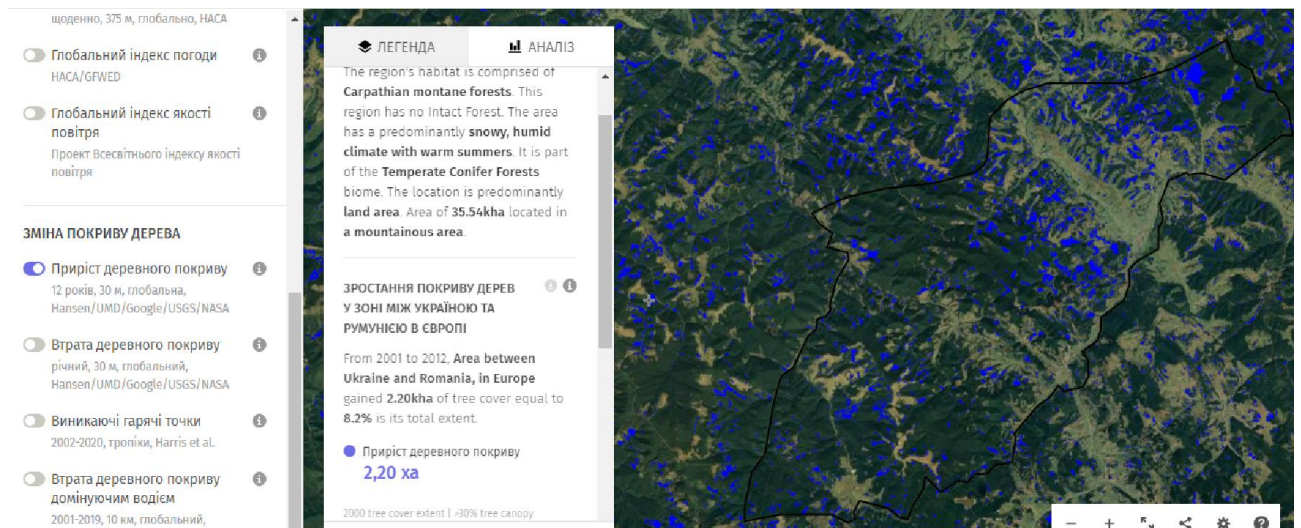 щоденно, 375 м, глобально, НАСА
Глобальний індекс погоди
НАСА/GFWED
Глобальний індекс якості
повітря
Проект Всесвітнього індексу якості
повітря
ЗМІНА ПОКРИВУ ДЕРЕВА
Приріст деревного покриву
12 років, 30 м, глобальна,
Hansen/UMD/Google/USGS/NASA
Втрата деревного покриву
річний, 30 м, глобальний,
Hansen/UMD/Google/USGS/NASA
Виникаючі гарячі точки
2002-2020, тропіки, Harris et al.
Втрата деревного покриву
домінуючим водієм
2001-2019, 10 км, глобальний,
ЛЕГЕНДА
АНАЛІЗ
The region's habitat is comprised of
Carpathian montane forests. This
region has no Intact Forest. The area
has a predominantly snowy, humid
climate with warm summers. It is part
of the Temperate Conifer Forests
biome. The location is predominantly
land area. Area of 35.54kha located in
a mountainous area.
ЗРОСТАННЯ ПОКРИВУ ДЕРЕВ
У ЗОНІ МІЖ УКРАЇНОЮ ТА
РУМУНІЄЮ В ЄВРОПІ
From 2001 to 2012, Area between
Ukraine and Romania, in Europe
gained 2.20kha of tree cover equal to
8.2% is its total extent.
Приріст деревного покриву
2,20 ха
2000 tree cover extent | >30% tree canopy